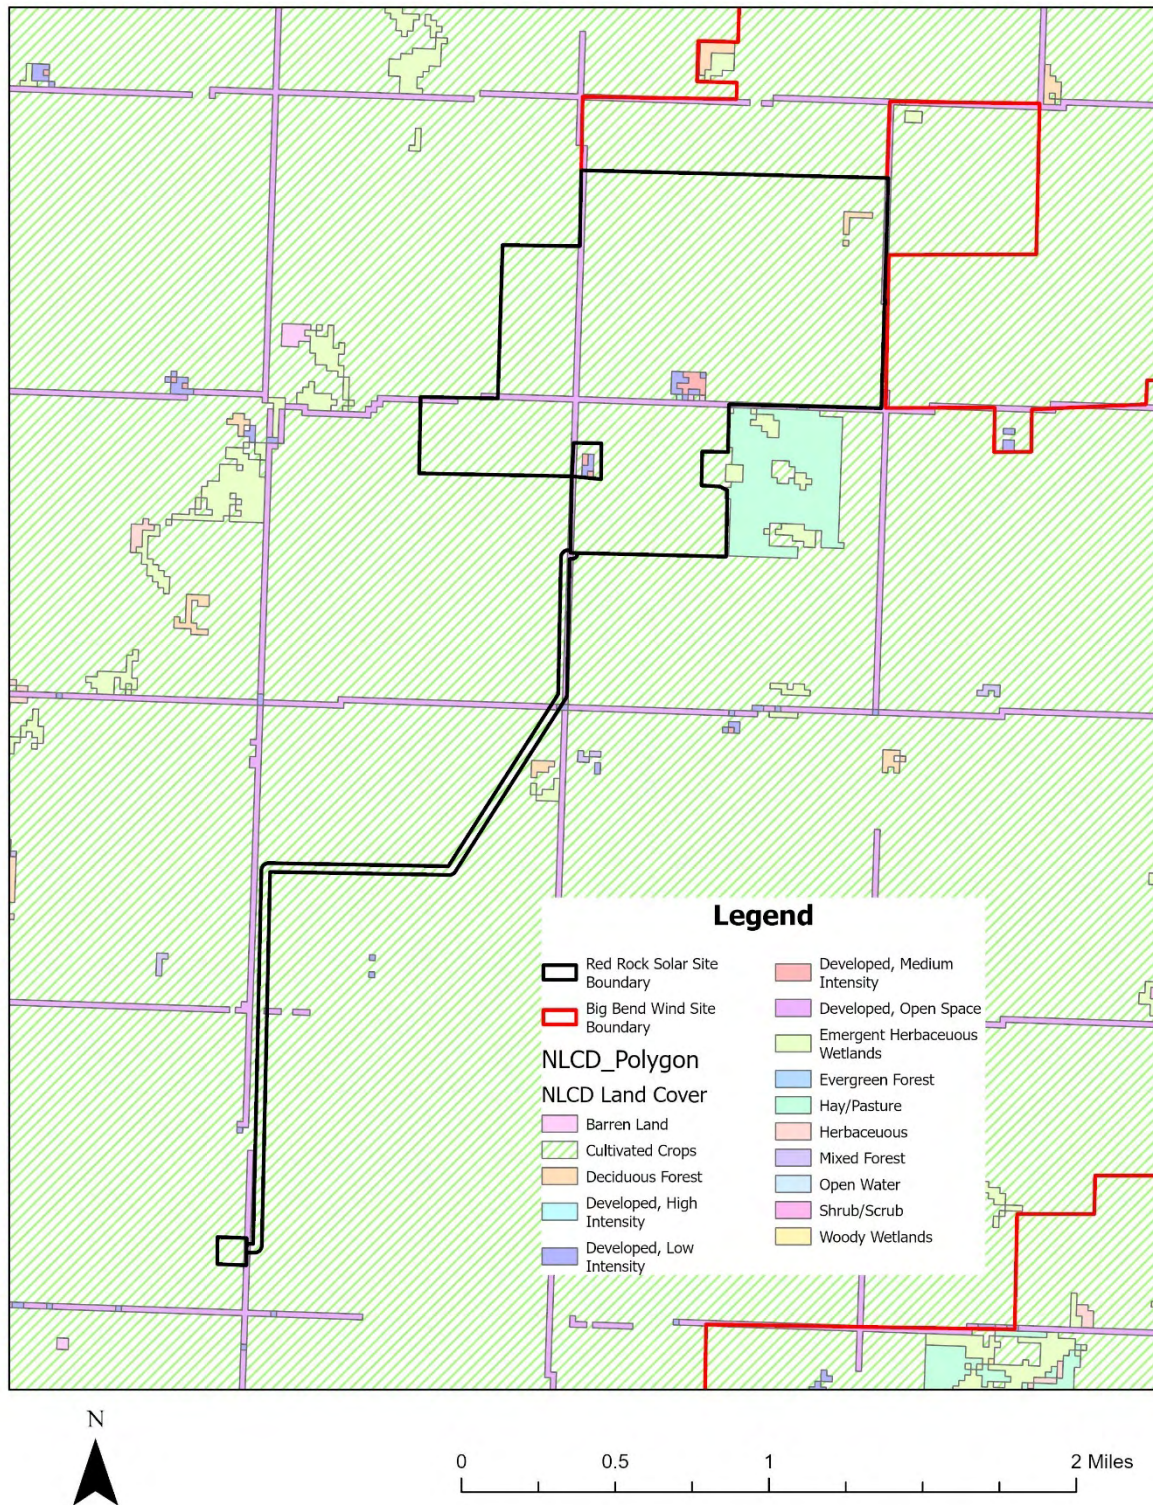 Legend
Red Rock Solar Site
Boundary
Big Bend Wind Site
Boundary
NLCD_Polygon
NLCD Land Cover
Barren Land
Cultivated Crops
Deciduous Forest
Developed, High
Intensity
Developed, Low
Intensity
Developed, Medium
Intensity
Developed, Open Space
Emergent Herbaceuous
Wetlands
Evergreen Forest
Hay/Pasture
Herbaceuous
Mixed Forest
Open Water
Shrub/Scrub
Woody Wetlands
N
0 0.5 1 2 Miles